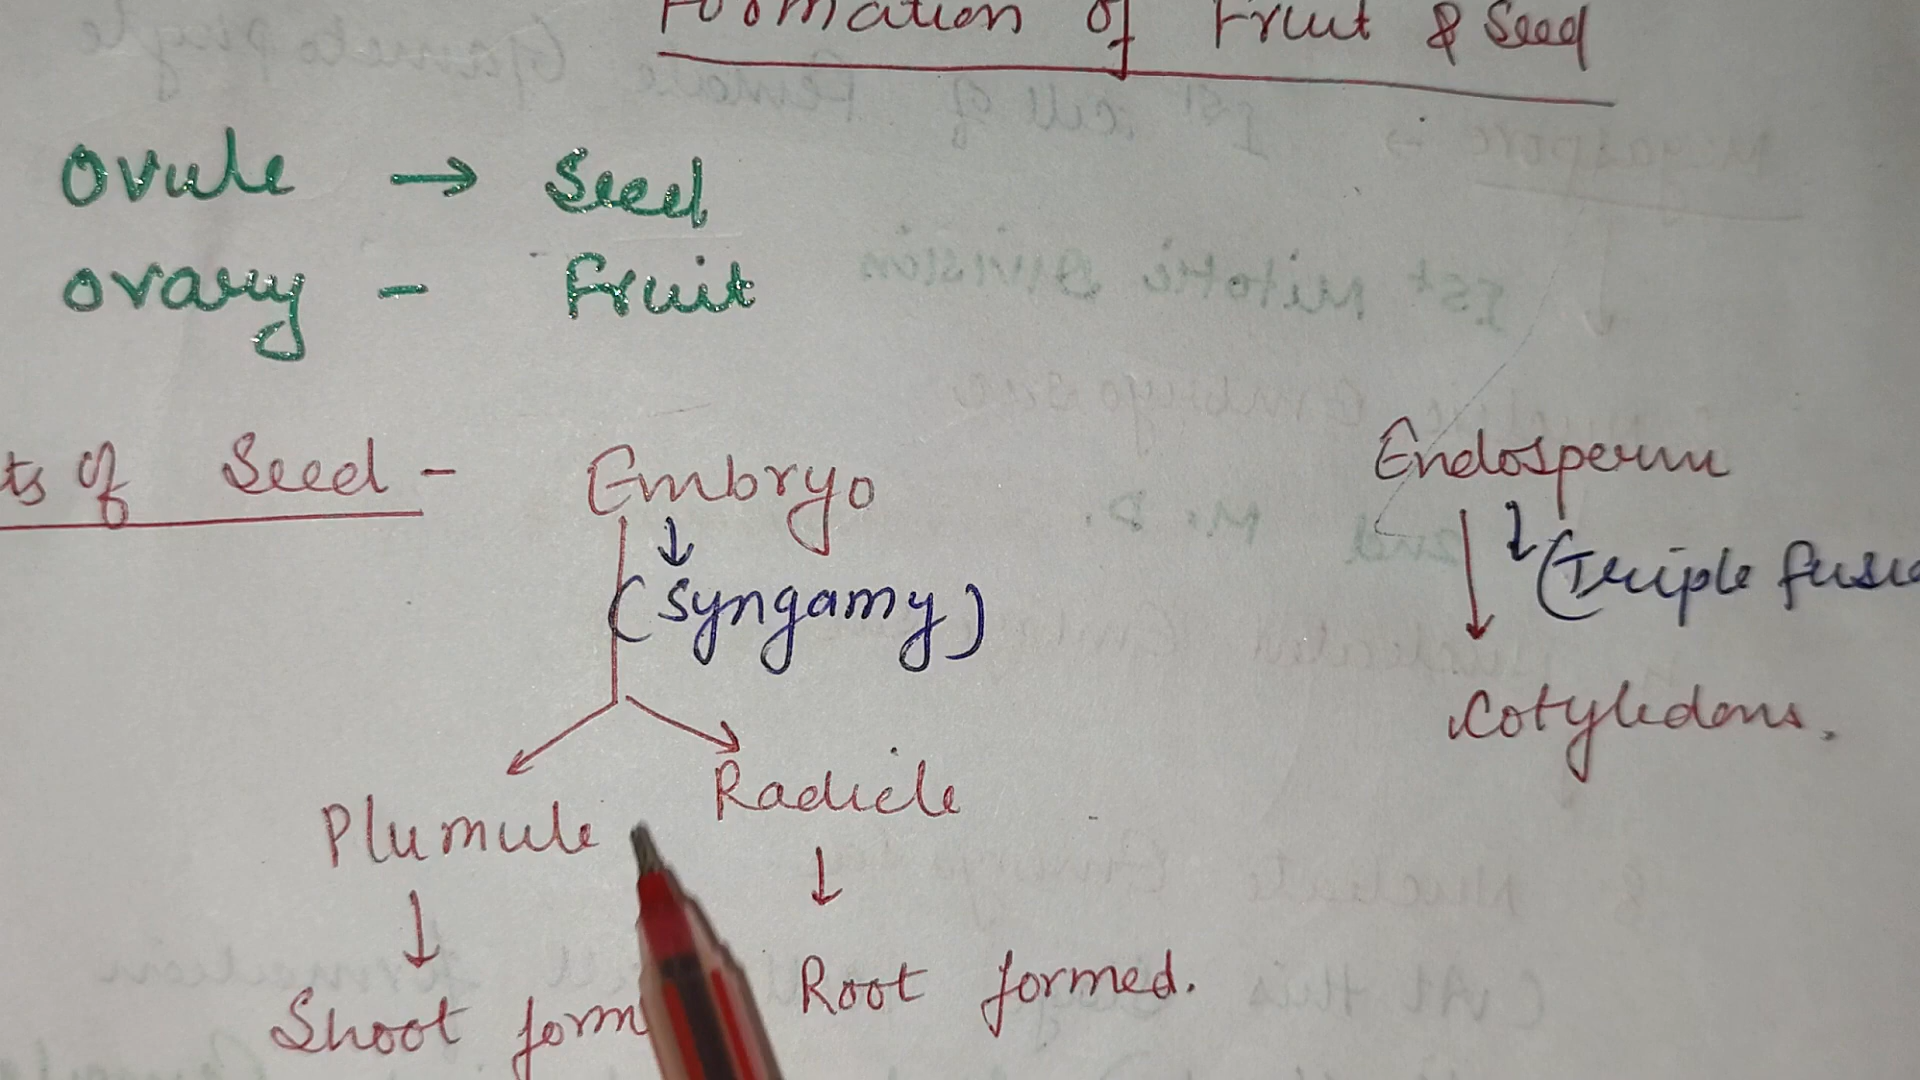 Formation of Fruit & Seed
Ovule → Seed
Ovary - Fruit
ts of Seed - Embryo Endosperm
↓ ↓
(Syngamy) (Triple fusio
Cotyledons.
Plumule Radicle
↓ ↓
Shoot form Root formed.